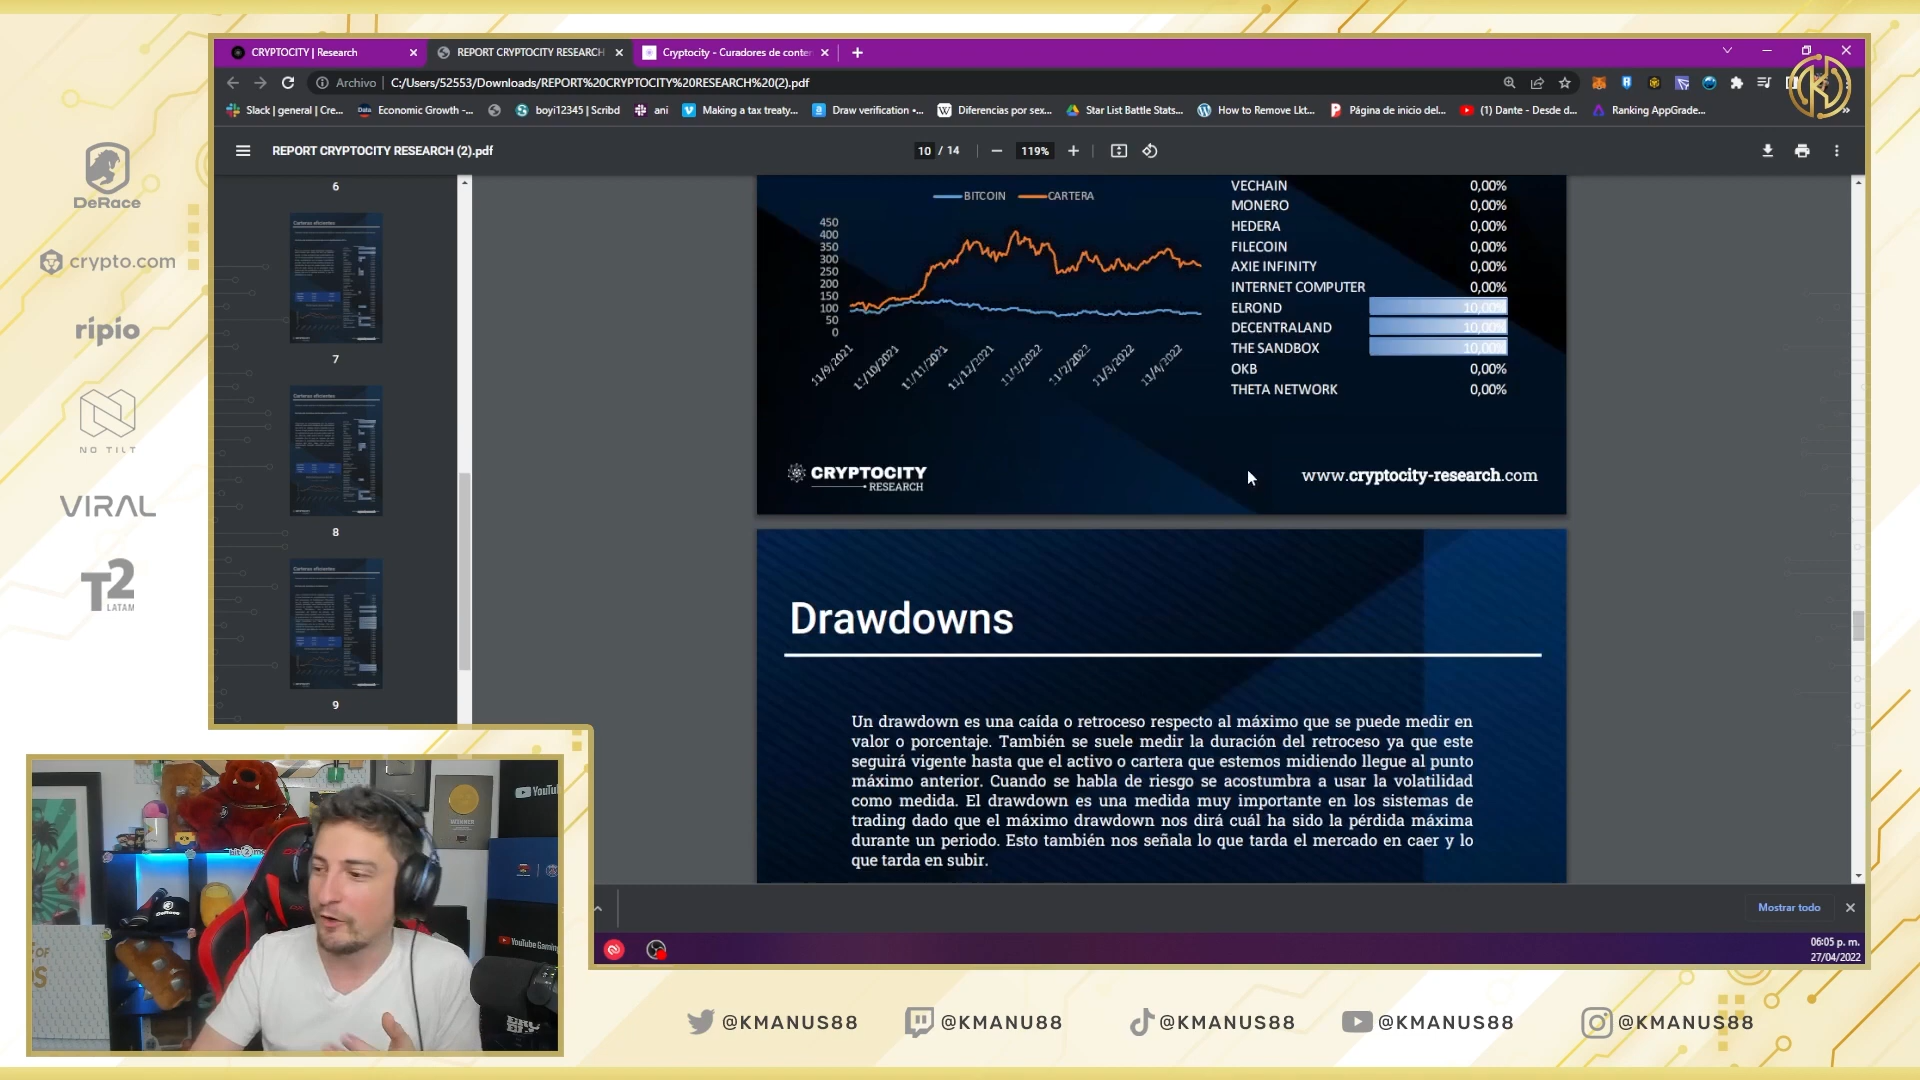 CRYPTOCITY | Research
REPORT CRYPTOCITY RESEARCH
Cryptocity - Curadores de conter
Archivo
C:/Users/52553/Downloads/REPORT%20CRYPTOCITY%20RESEARCH%20(2).pdf
Slack | general | Cre...
Economic Growth -...
boyi12345 | Scribd
ani
Making a tax treaty...
Draw verification •...
Diferencias por sex...
Star List Battle Stats...
How to Remove Lkt...
Página de inicio del...
(1) Dante - Desde d...
Ranking AppGrade...
REPORT CRYPTOCITY RESEARCH (2).pdf
10 / 14
119%
6
7
8
9
BITCOIN
CARTERA
450
400
350
300
250
200
150
100
50
0
11/9/2021
11/10/2021
11/11/2021
11/12/2021
11/1/2022
11/2/2022
11/3/2022
11/4/2022
VECHAIN 0,00%
MONERO 0,00%
HEDERA 0,00%
FILECOIN 0,00%
AXIE INFINITY 0,00%
INTERNET COMPUTER 0,00%
ELROND 10,00%
DECENTRALAND 10,00%
THE SANDBOX 10,00%
OKB 0,00%
THETA NETWORK 0,00%
CRYPTOCITY
RESEARCH
www.cryptocity-research.com
Drawdowns
Un drawdown es una caída o retroceso respecto al máximo que se puede medir en
valor o porcentaje. También se suele medir la duración del retroceso ya que este
seguirá vigente hasta que el activo o cartera que estemos midiendo llegue al punto
máximo anterior. Cuando se habla de riesgo se acostumbra a usar la volatilidad
como medida. El drawdown es una medida muy importante en los sistemas de
trading dado que el máximo drawdown nos dirá cuál ha sido la pérdida máxima
durante un periodo. Esto también nos señala lo que tarda el mercado en caer y lo
que tarda en subir.
Mostrar todo
06:05 p. m.
27/04/2022
DeRace
crypto.com
ripio
NO TILT
VIRAL
T2
LATAM
YouTu
WINNER
bit2me
DeRace
YouTube Gaming
@KMANUS88
@KMANU88
@KMANUS88
@KMANUS88
@KMANUS88